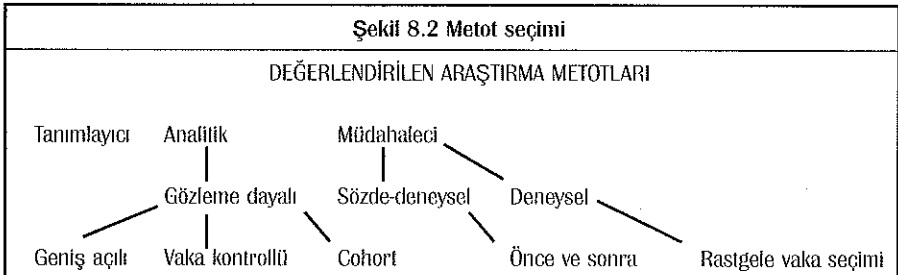 Şekil 8.2 Metot seçimi
DEĞERLENDİRİLEN ARAŞTIRMA METOTLARI
Tanımlayıcı Analitik Müdahaleci
Gözleme dayalı Sözde-deneysel Deneysel
Geniş açılı Vaka kontrollü Cohort Önce ve sonra Rastgele vaka seçimi